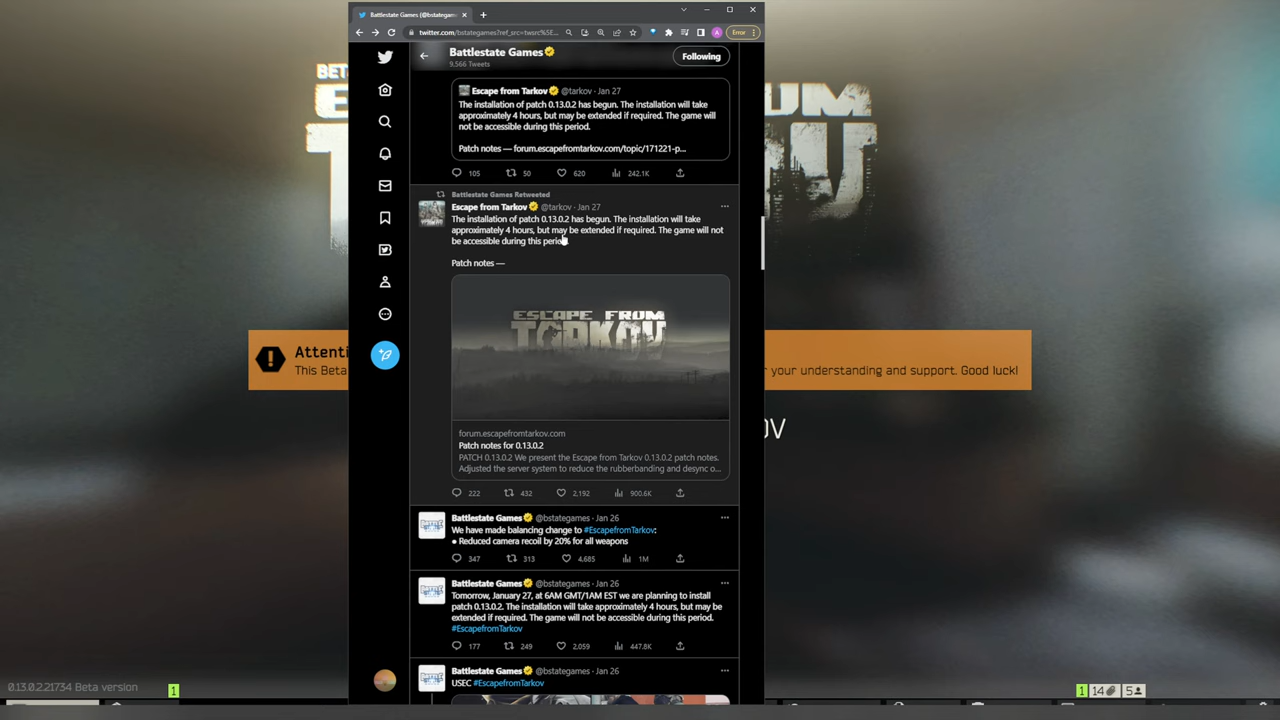 Battlestate Games (@bstategam
twitter.com/bstategames?ref_src=twsrc%5E...
A
Error
Battlestate Games
9,566 Tweets
Following
Escape from Tarkov @tarkov · Jan 27
The installation of patch 0.13.0.2 has begun. The installation will take
approximately 4 hours, but may be extended if required. The game will
not be accessible during this period.
Patch notes — forum.escapefromtarkov.com/topic/171221-p...
105 50 620 242.1K
Battlestate Games Retweeted
Escape from Tarkov @tarkov · Jan 27
The installation of patch 0.13.0.2 has begun. The installation will take
approximately 4 hours, but may be extended if required. The game will not
be accessible during this period.
Patch notes —
ESCAPE FROM
TARKOV
forum.escapefromtarkov.com
Patch notes for 0.13.0.2
PATCH 0.13.0.2 We present the Escape from Tarkov 0.13.0.2 patch notes.
Adjusted the server system to reduce the rubberbanding and desync o...
222 432 2,192 900.6K
Battlestate Games @bstategames · Jan 26
We have made balancing change to #EscapefromTarkov:
● Reduced camera recoil by 20% for all weapons
347 313 4,685 1M
Battlestate Games @bstategames · Jan 26
Tomorrow, January 27, at 6AM GMT/1AM EST we are planning to install
patch 0.13.0.2. The installation will take approximately 4 hours, but may be
extended if required. The game will not be accessible during this period.
#EscapefromTarkov
177 249 2,059 447.8K
Battlestate Games @bstategames · Jan 26
USEC #EscapefromTarkov
BET
Attenti
This Beta
your understanding and support. Good luck!
OV
0.13.0.2.21734 Beta version
1
1 14 5